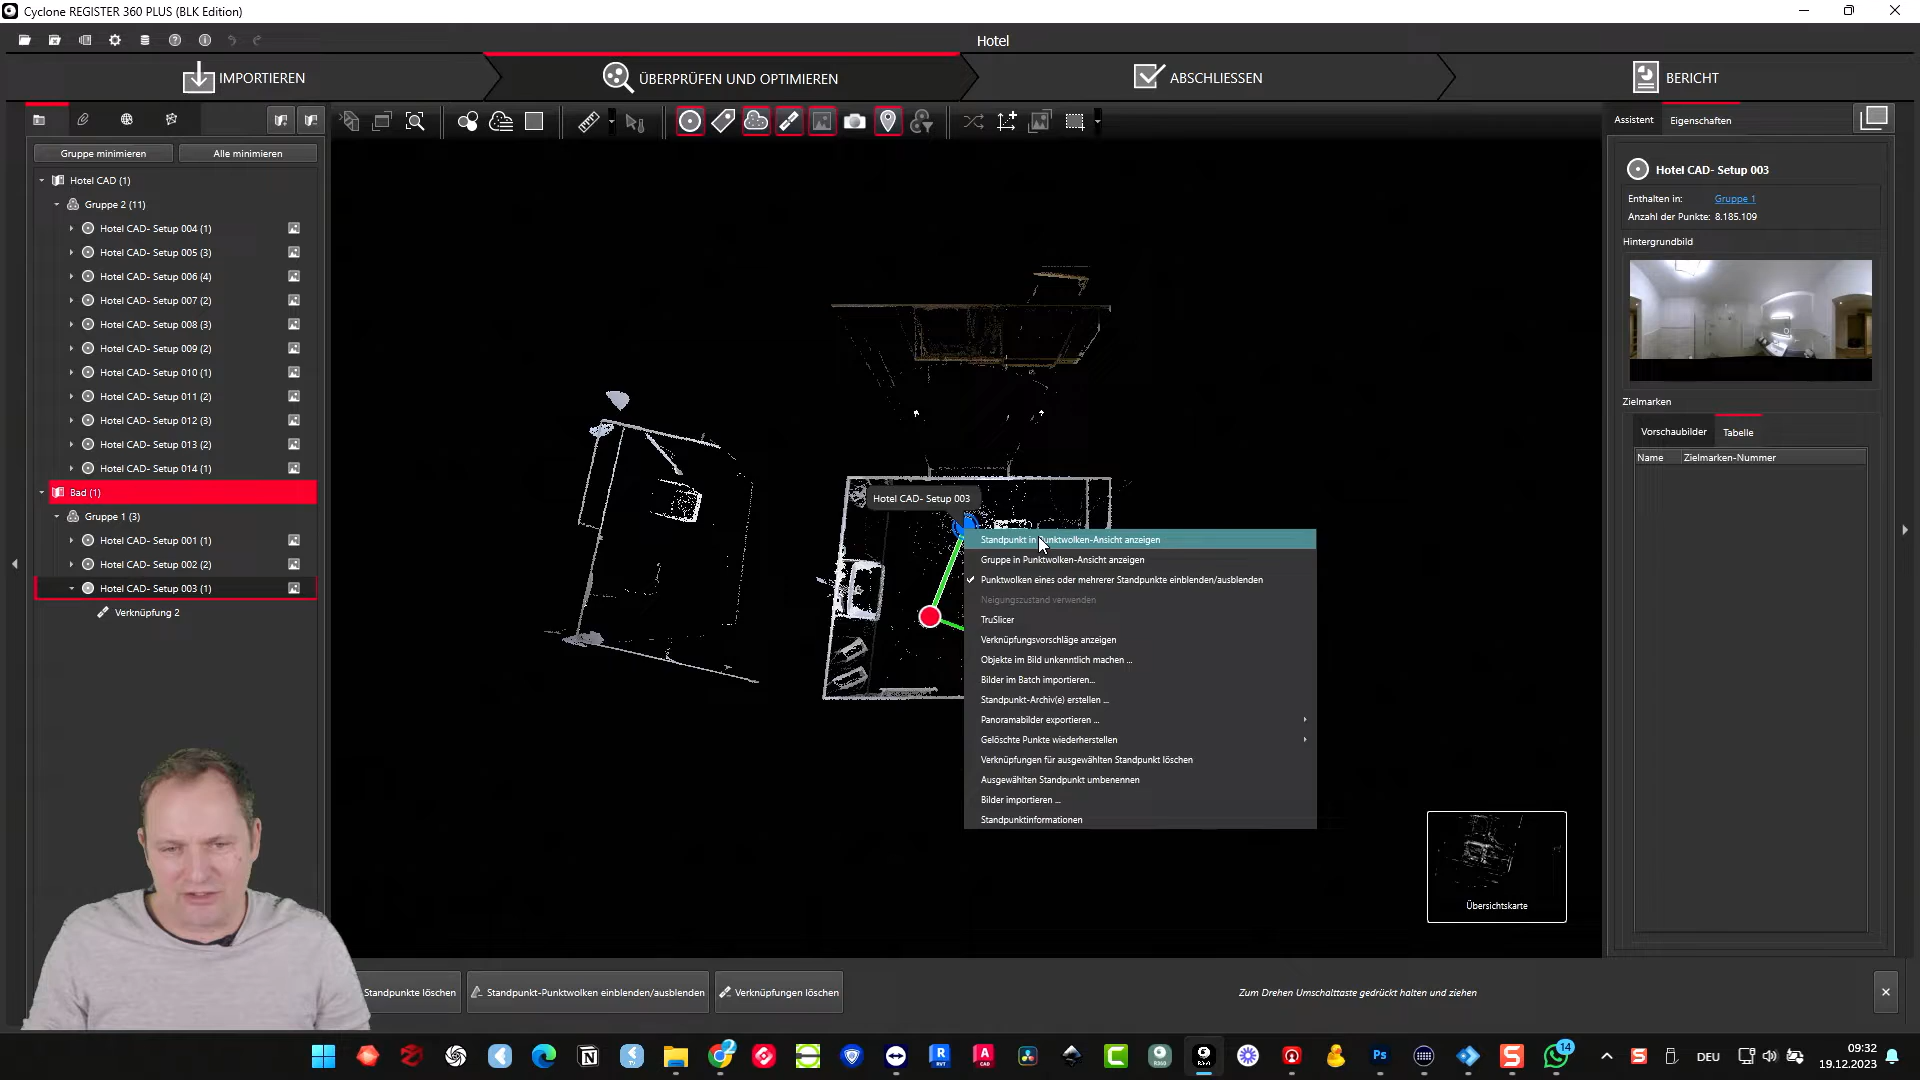 Cyclone REGISTER 360 PLUS (BLK Edition)
Hotel
IMPORTIEREN
ÜBERPRÜFEN UND OPTIMIEREN
ABSCHLIESSEN
BERICHT
Gruppe minimieren
Alle minimieren
Hotel CAD (1)
Gruppe 2 (11)
Hotel CAD- Setup 004 (1)
Hotel CAD- Setup 005 (3)
Hotel CAD- Setup 006 (4)
Hotel CAD- Setup 007 (2)
Hotel CAD- Setup 008 (3)
Hotel CAD- Setup 009 (2)
Hotel CAD- Setup 010 (1)
Hotel CAD- Setup 011 (2)
Hotel CAD- Setup 012 (3)
Hotel CAD- Setup 013 (2)
Hotel CAD- Setup 014 (1)
Bad (1)
Gruppe 1 (3)
Hotel CAD- Setup 001 (1)
Hotel CAD- Setup 002 (2)
Hotel CAD- Setup 003 (1)
Verknüpfung 2
Hotel CAD- Setup 003
Standpunkt in Punktwolken-Ansicht anzeigen
Gruppe in Punktwolken-Ansicht anzeigen
Punktwolken eines oder mehrerer Standpunkte einblenden/ausblenden
Neigungszustand verwenden
TruSlicer
Verknüpfungsvorschläge anzeigen
Objekte im Bild unkenntlich machen ...
Bilder im Batch importieren...
Standpunkt-Archiv(e) erstellen ...
Panoramabilder exportieren ...
Gelöschte Punkte wiederherstellen
Verknüpfungen für ausgewählten Standpunkt löschen
Ausgewählten Standpunkt umbenennen
Bilder importieren ...
Standpunktinformationen
Übersichtskarte
Assistent
Eigenschaften
Hotel CAD- Setup 003
Enthalten in: Gruppe 1
Anzahl der Punkte: 8.185.109
Hintergrundbild
Zielmarken
Vorschaubilder
Tabelle
Name
Zielmarken-Nummer
Standpunkte löschen
Standpunkt-Punktwolken einblenden/ausblenden
Verknüpfungen löschen
Zum Drehen Umschalttaste gedrückt halten und ziehen
2
14
DEU
09:32
19.12.2023